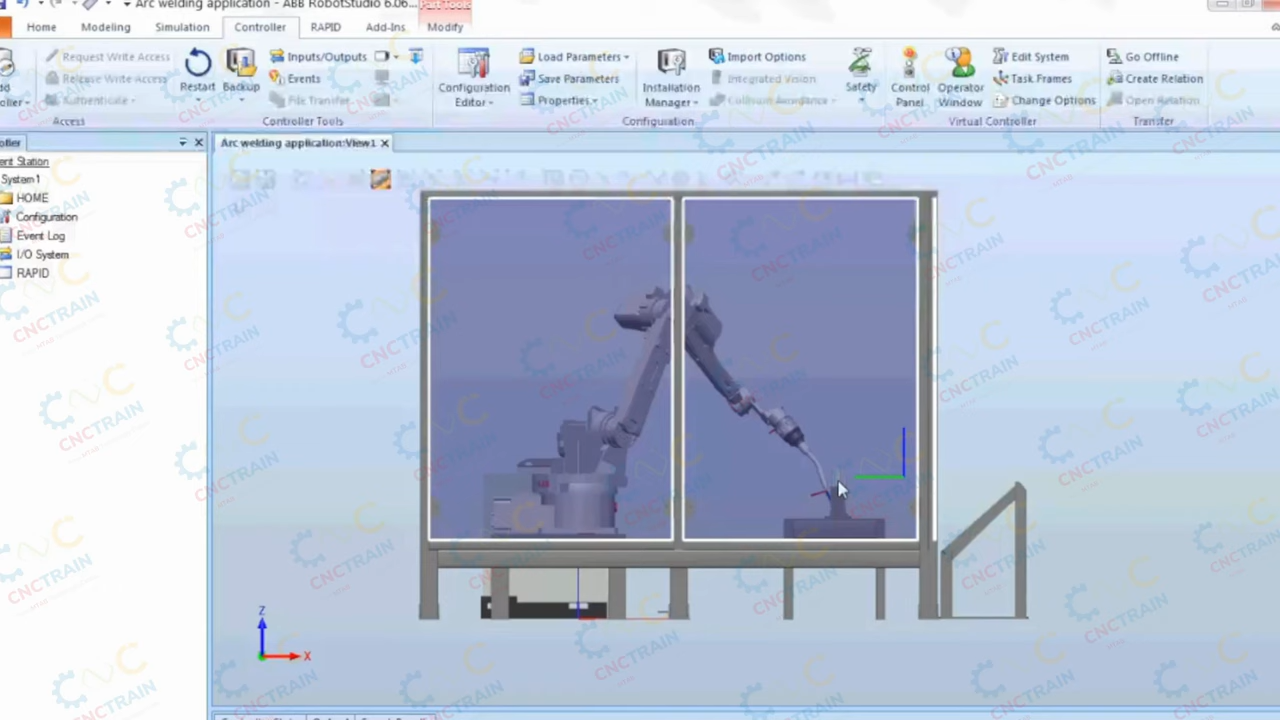 Arc welding application - ABB RobotStudio 6.06...
Part Tools
Home Modeling Simulation Controller RAPID Add-Ins Modify
Request Write Access
Release Write Access
Authenticate
Access
Restart
Backup
Inputs/Outputs
Events
File Transfer
Controller Tools
Configuration
Editor
Load Parameters
Save Parameters
Properties
Installation
Manager
Import Options
Integrated Vision
Collision Avoidance
Configuration
Safety
Control
Panel
Operator
Window
Edit System
Task Frames
Change Options
Virtual Controller
Go Offline
Create Relation
Open Relation
Transfer
Arc welding application:View1
System1
HOME
Configuration
Event Log
I/O System
RAPID
Z
X
CNCTRAIN